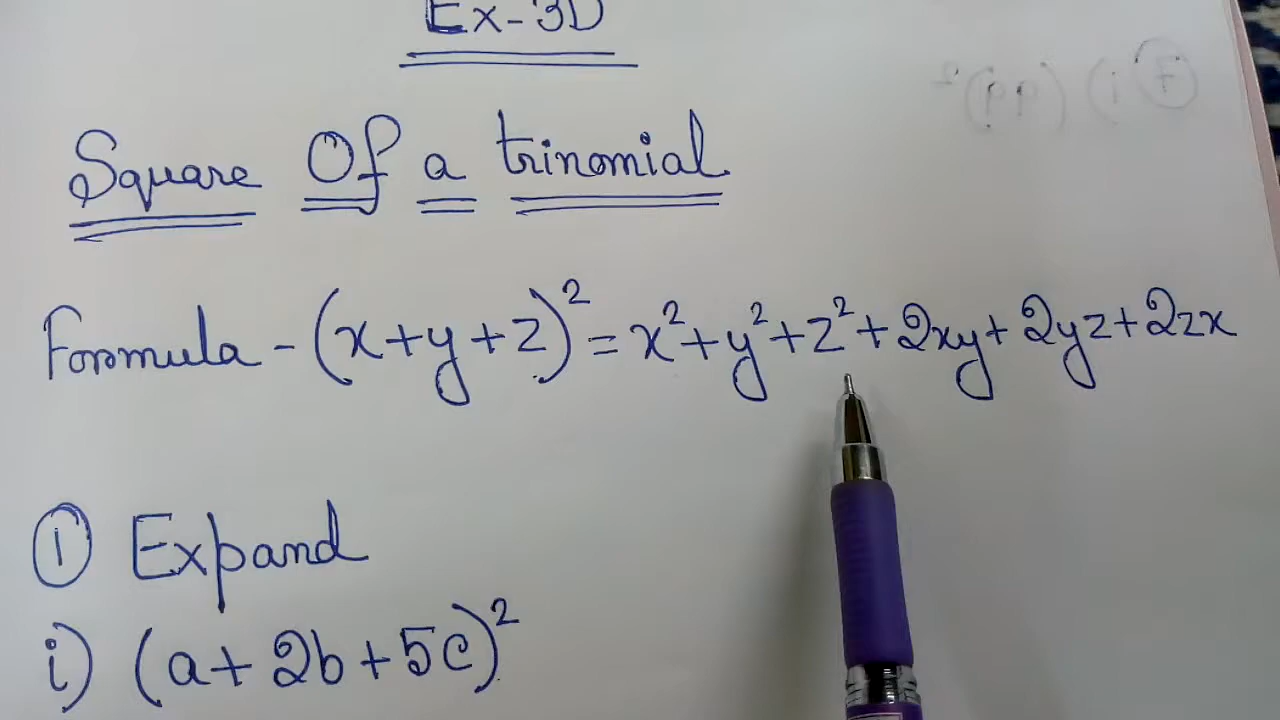 Ex-3D
Square Of a trinomial
Formula - (x+y+z)² = x²+y²+z²+2xy+2yz+2zx
① Expand
i) (a+2b+5c)²